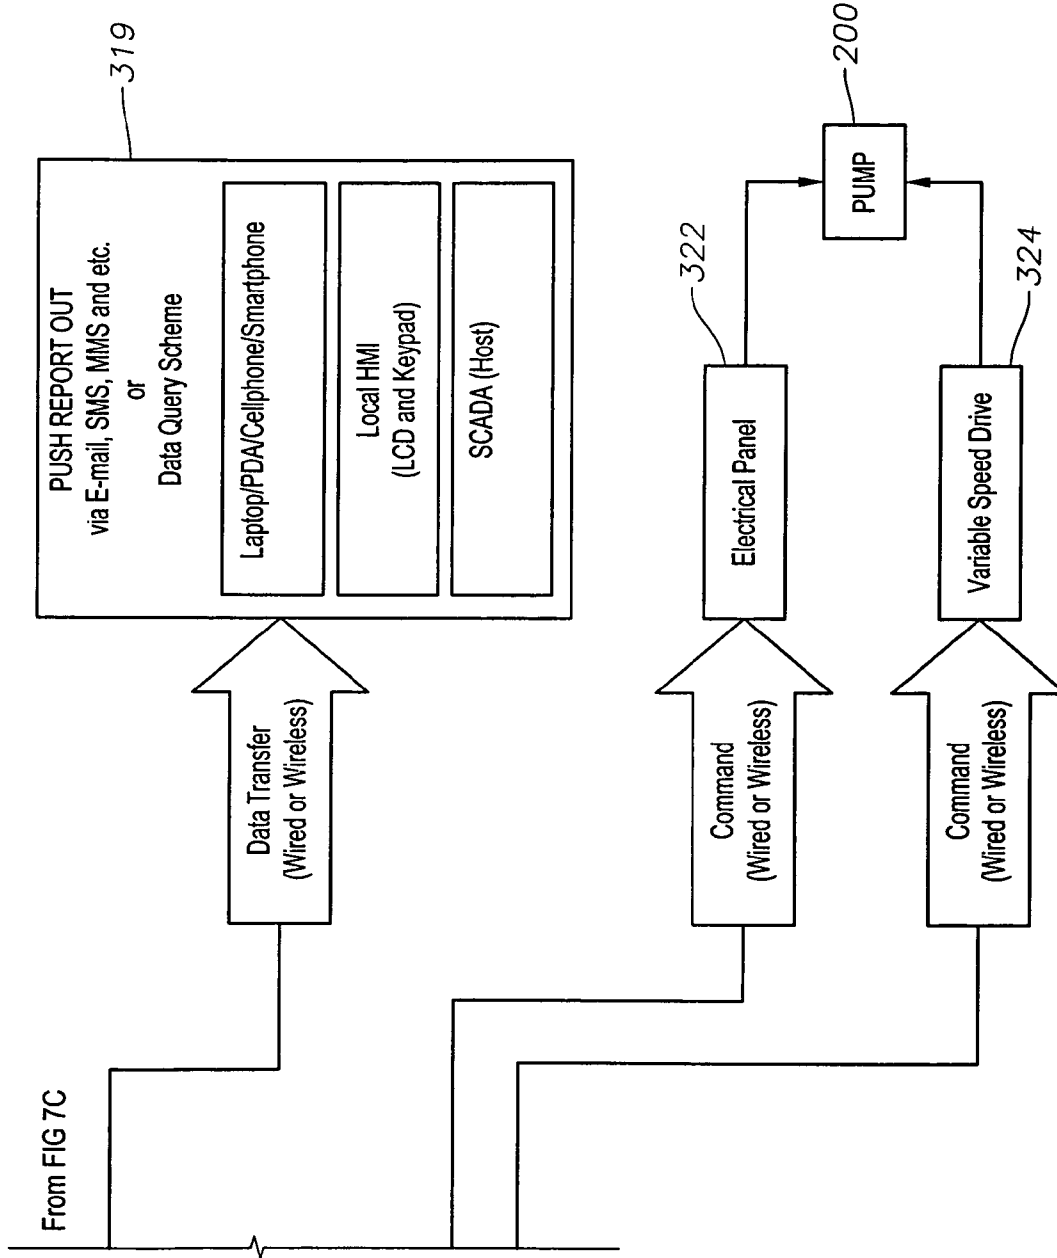 From FIG 7C
Data Transfer
(Wired or Wireless)
PUSH REPORT OUT
via E-mail, SMS, MMS and etc.
or
Data Query Scheme
Laptop/PDA/Cellphone/Smartphone
Local HMI
(LCD and Keypad)
SCADA (Host)
319
Command
(Wired or Wireless)
Electrical Panel
322
Command
(Wired or Wireless)
Variable Speed Drive
324
PUMP
200